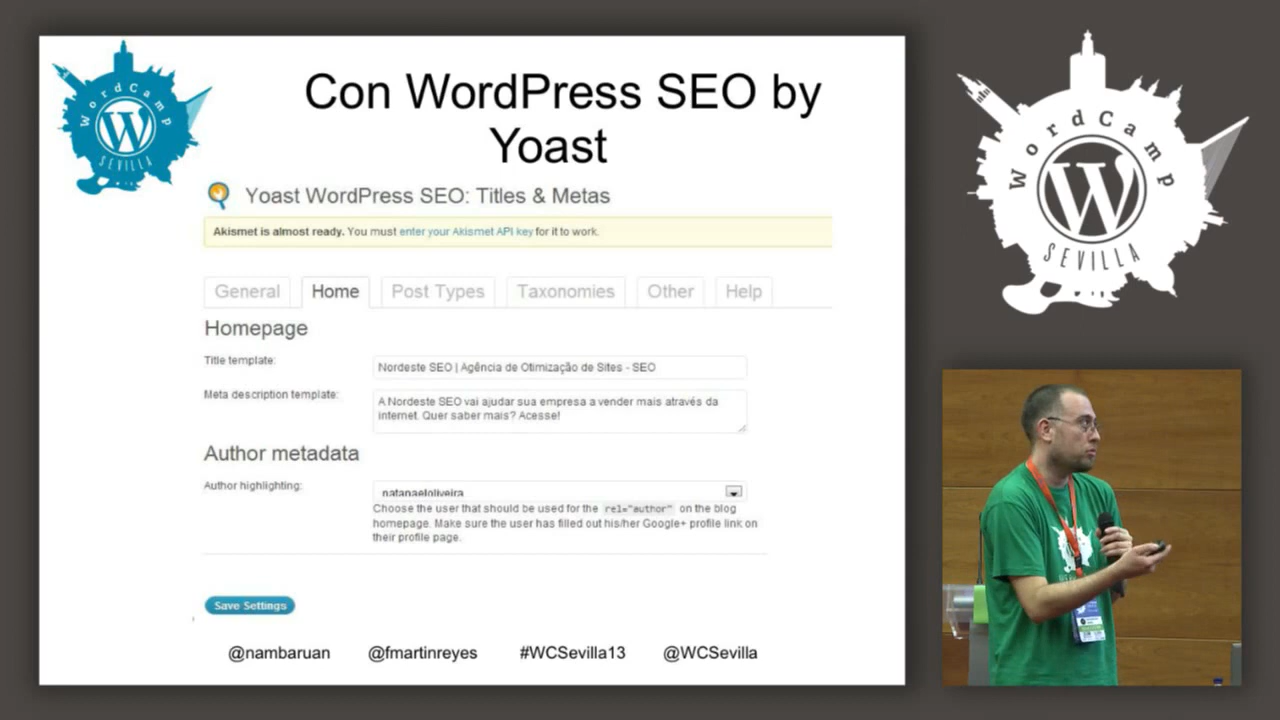 WordCamp
SEVILLA
Con WordPress SEO by
Yoast
Yoast WordPress SEO: Titles & Metas
Akismet is almost ready. You must enter your Akismet API key for it to work.
General Home Post Types Taxonomies Other Help
Homepage
Title template:
Nordeste SEO | Agência de Otimização de Sites - SEO
Meta description template:
A Nordeste SEO vai ajudar sua empresa a vender mais através da
internet. Quer saber mais? Acesse!
Author metadata
Author highlighting:
natanaeloliveira
Choose the user that should be used for the rel="author" on the blog
homepage. Make sure the user has filled out his/her Google+ profile link on
their profile page.
Save Settings
@nambaruan @fmartinreyes #WCSevilla13 @WCSevilla
WordCamp
W
SEVILLA